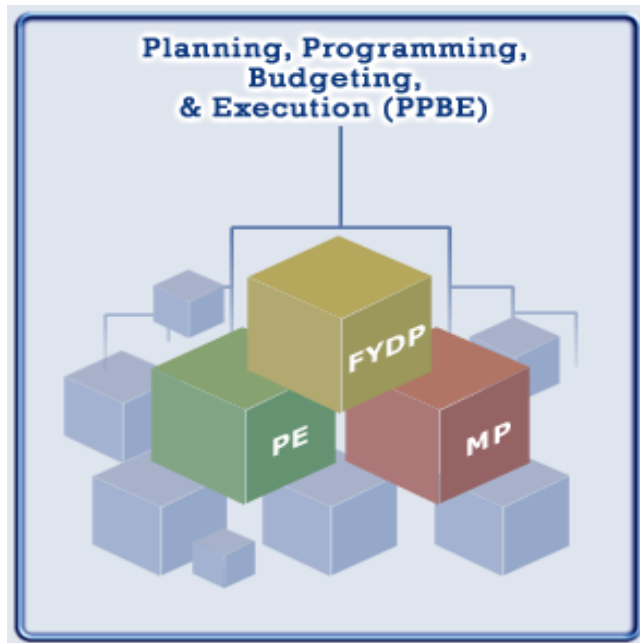 Planning, Programming,
Budgeting,
& Execution (PPBE)
FYDP
PE
MP